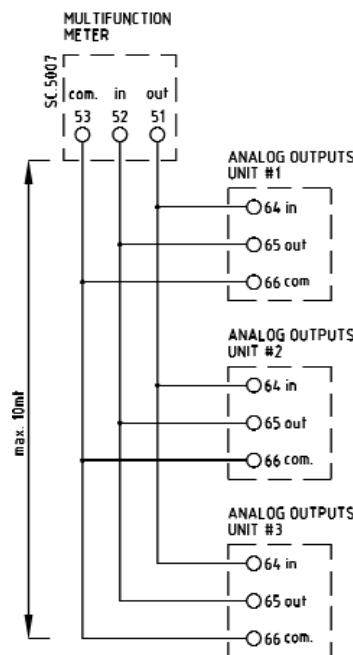 MULTIFUNCTION
METER
SC.5007
com. in out
53 52 51
ANALOG OUTPUTS
UNIT #1
64 in
65 out
66 com
max. 10mt
ANALOG OUTPUTS
UNIT #2
64 in
65 out
66 com.
ANALOG OUTPUTS
UNIT #3
64 in
65 out
66 com.